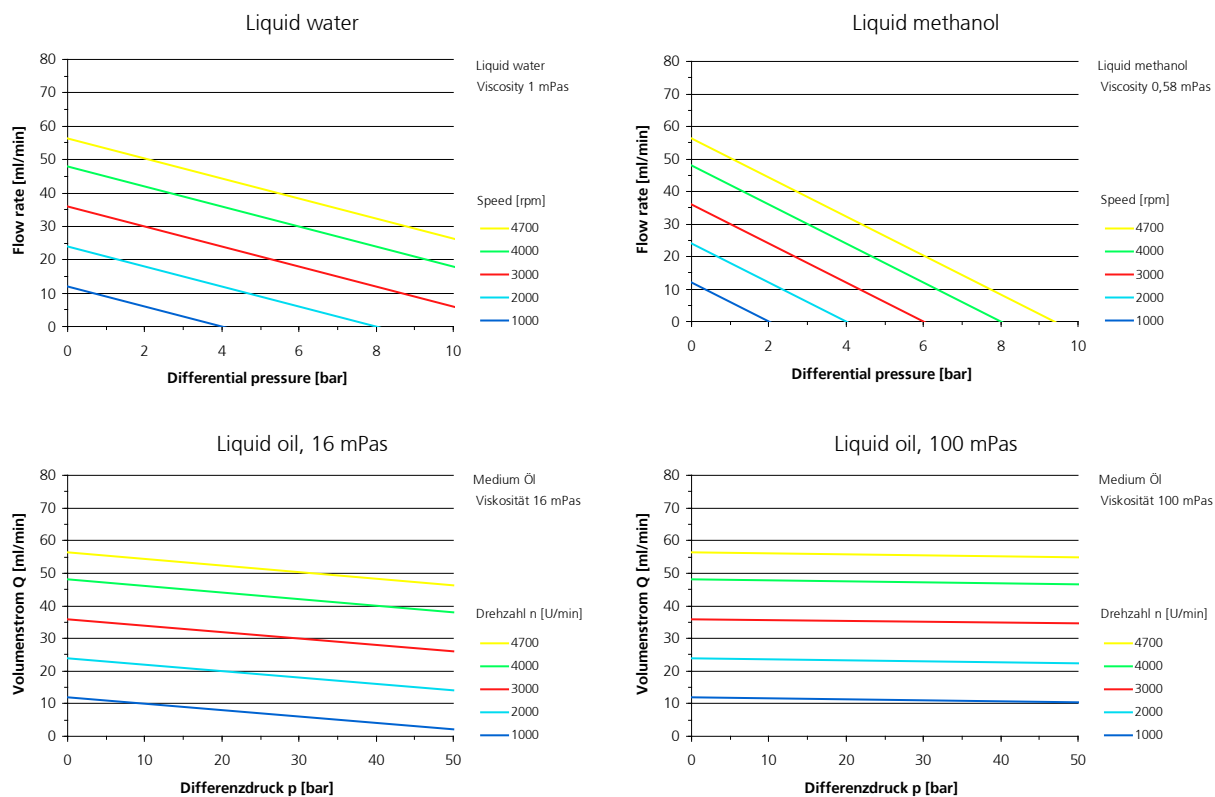 Liquid water
80
70
60
50
40
30
20
10
0
0 2 4 6 8 10
Flow rate [ml/min]
Differential pressure [bar]
Liquid water
Viscosity 1 mPas
Speed [rpm]
4700
4000
3000
2000
1000
Liquid methanol
80
70
60
50
40
30
20
10
0
0 2 4 6 8 10
Flow rate [ml/min]
Differential pressure [bar]
Liquid methanol
Viscosity 0,58 mPas
Speed [rpm]
4700
4000
3000
2000
1000
Liquid oil, 16 mPas
80
70
60
50
40
30
20
10
0
0 10 20 30 40 50
Volumenstrom Q [ml/min]
Differenzdruck p [bar]
Medium Öl
Viskosität 16 mPas
Drehzahl n [U/min]
4700
4000
3000
2000
1000
Liquid oil, 100 mPas
80
70
60
50
40
30
20
10
0
0 10 20 30 40 50
Volumenstrom Q [ml/min]
Differenzdruck p [bar]
Medium Öl
Viskosität 100 mPas
Drehzahl n [U/min]
4700
4000
3000
2000
1000